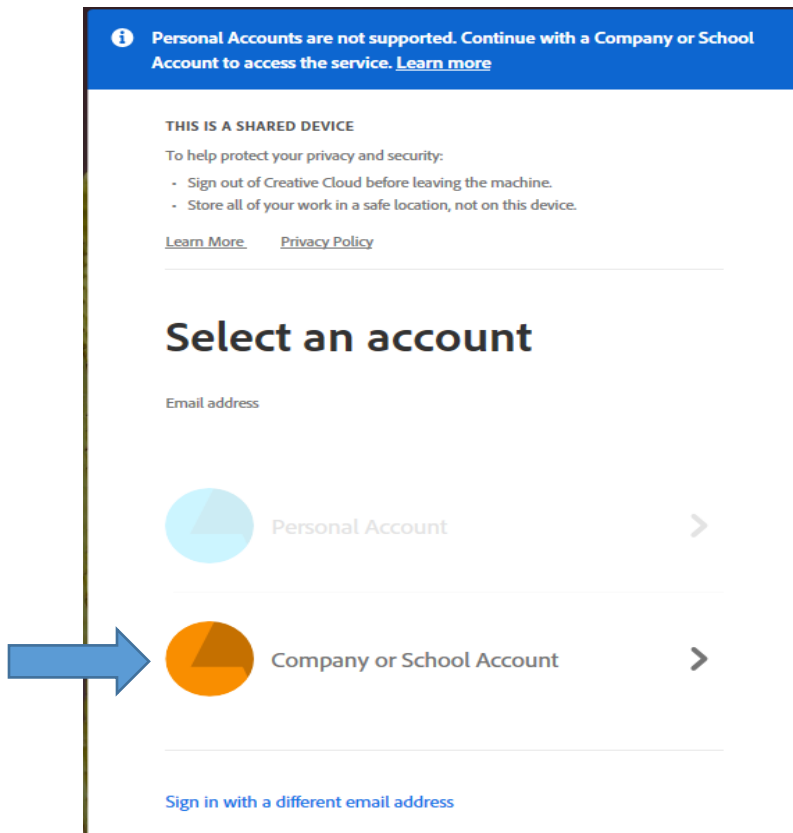 Personal Accounts are not supported. Continue with a Company or School
Account to access the service. Learn more
THIS IS A SHARED DEVICE
To help protect your privacy and security:
- Sign out of Creative Cloud before leaving the machine.
- Store all of your work in a safe location, not on this device.
Learn More Privacy Policy
Select an account
Email address
Personal Account
Company or School Account
Sign in with a different email address